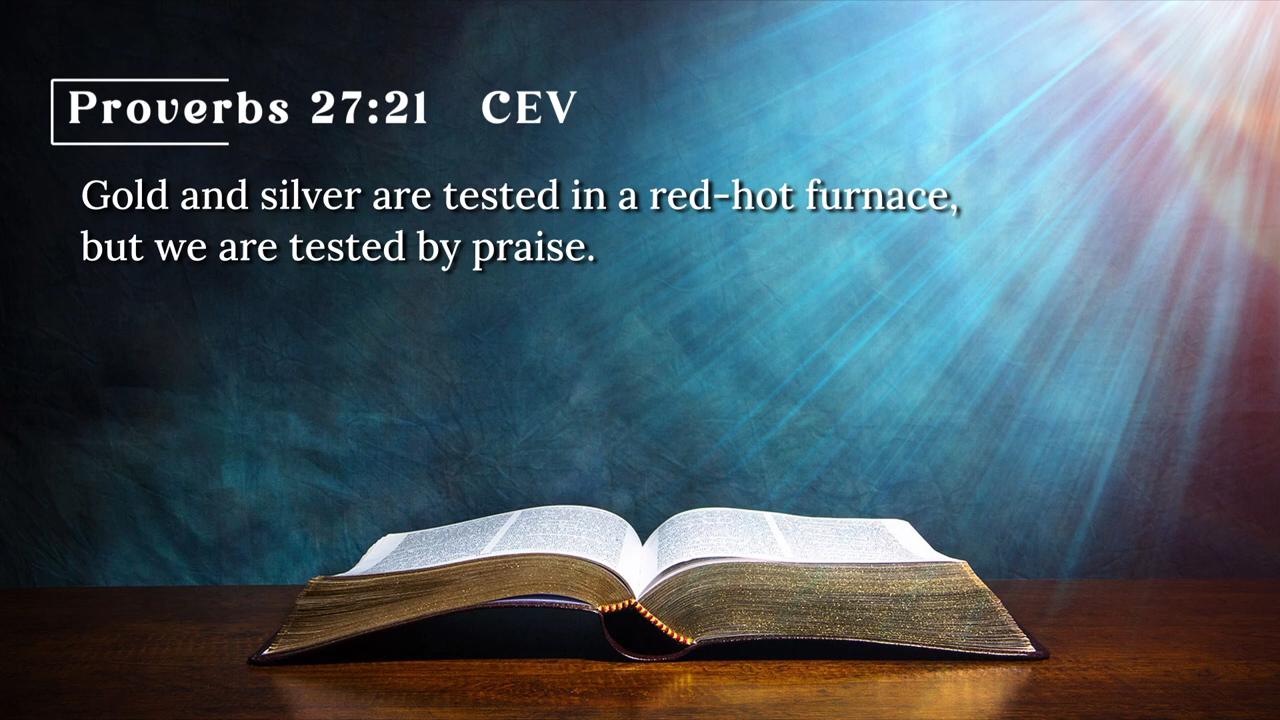 Proverbs 27:21 CEV
Gold and silver are tested in a red-hot furnace,
but we are tested by praise.